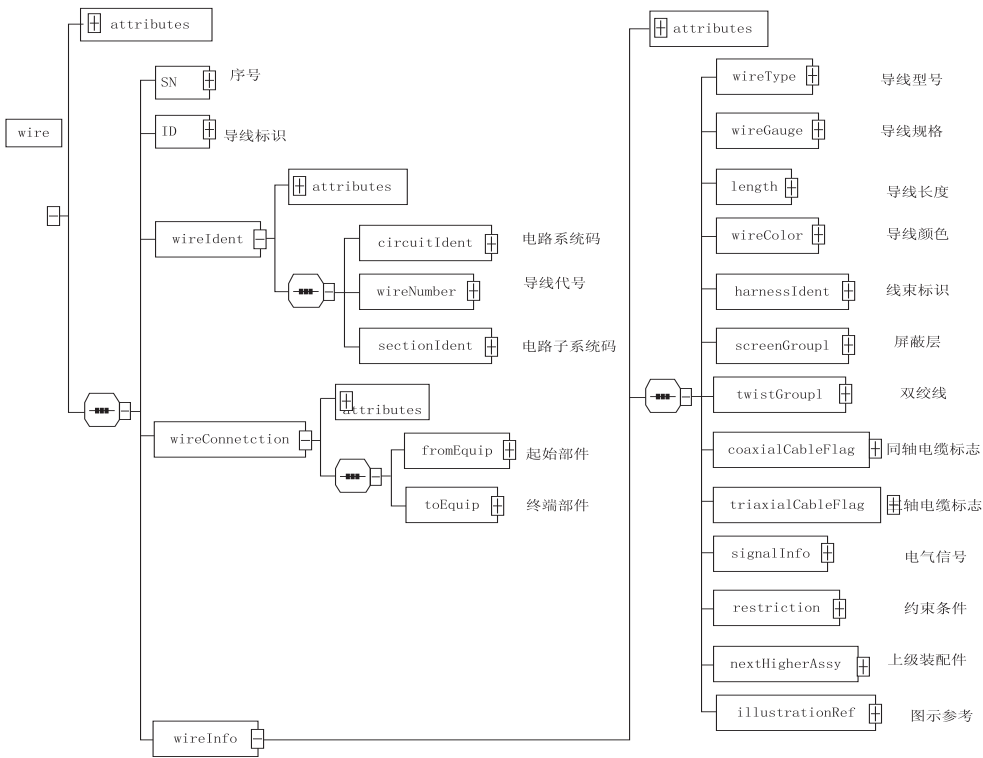 attributes
SN 序号
ID 导线标识
wire
attributes
wireIdent
circuitIdent 电路系统码
wireNumber 导线代号
sectionIdent 电路子系统码
attributes
wireConnetction
fromEquip 起始部件
toEquip 终端部件
wireInfo
attributes
wireType 导线型号
wireGauge 导线规格
length 导线长度
wireColor 导线颜色
harnessIdent 线束标识
screenGroupl 屏蔽层
twistGroupl 双绞线
coaxialCableFlag 同轴电缆标志
triaxialCableFlag 轴电缆标志
signalInfo 电气信号
restriction 约束条件
nextHigherAssy 上级装配件
illustrationRef 图示参考